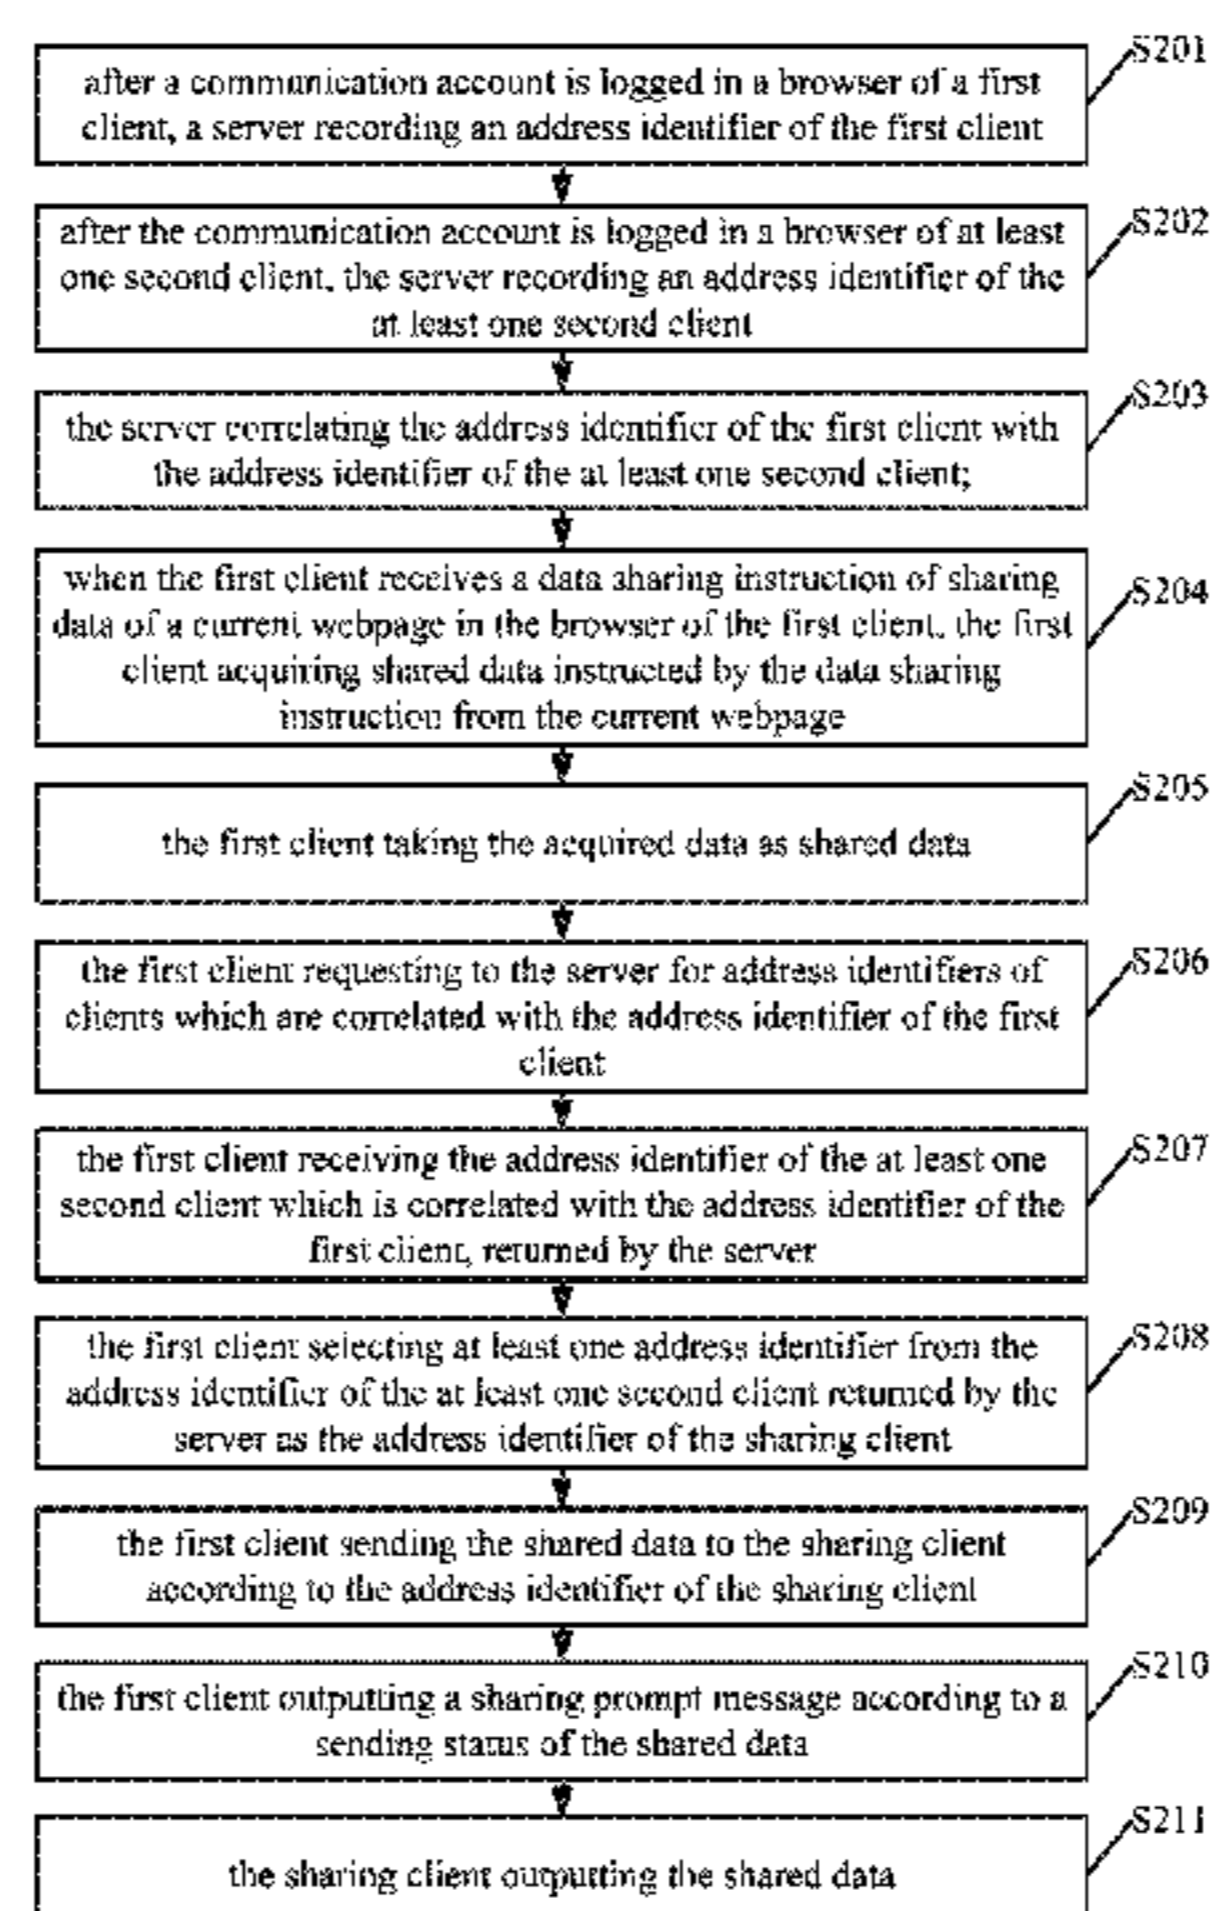 S201
after a communication account is logged in a browser of a first
client, a server recording an address identifier of the first client
S202
after the communication account is logged in a browser of at least
one second client, the server recording an address identifier of the
at least one second client
S203
the server correlating the address identifier of the first client with
the address identifier of the at least one second client;
S204
when the first client receives a data sharing instruction of sharing
data of a current webpage in the browser of the first client, the first
client acquiring shared data instructed by the data sharing
instruction from the current webpage
S205
the first client taking the acquired data as shared data
S206
the first client requesting to the server for address identifiers of
clients which are correlated with the address identifier of the first
client
S207
the first client receiving the address identifier of the at least one
second client which is correlated with the address identifier of the
first client, returned by the server
S208
the first client selecting at least one address identifier from the
address identifier of the at least one second client returned by the
server as the address identifier of the sharing client
S209
the first client sending the shared data to the sharing client
according to the address identifier of the sharing client
S210
the first client outputting a sharing prompt message according to a
sending status of the shared data
S211
the sharing client outputting the shared data